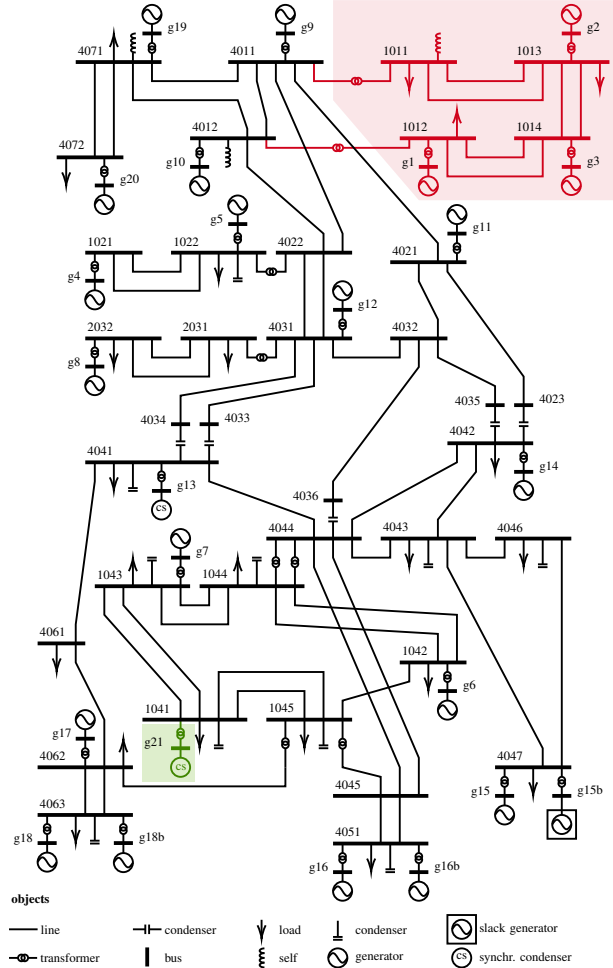 g19
g9
g2
4071
4011
1011
1013
4012
1012
1014
4072
g10
g1
g3
g20
g5
g11
1021
1022
4022
4021
g4
g12
2032
2031
4031
4032
g8
4035
4023
4034
4033
4042
4041
g14
g13
cs
4036
4044
4043
4046
g7
1043
1044
4061
1042
g6
1041
1045
g17
g21
4062
cs
4047
g15
g15b
4045
4063
4051
g18
g18b
g16
g16b
objects
line
condenser
load
condenser
slack generator
transformer
bus
self
generator
cs
synchr. condenser